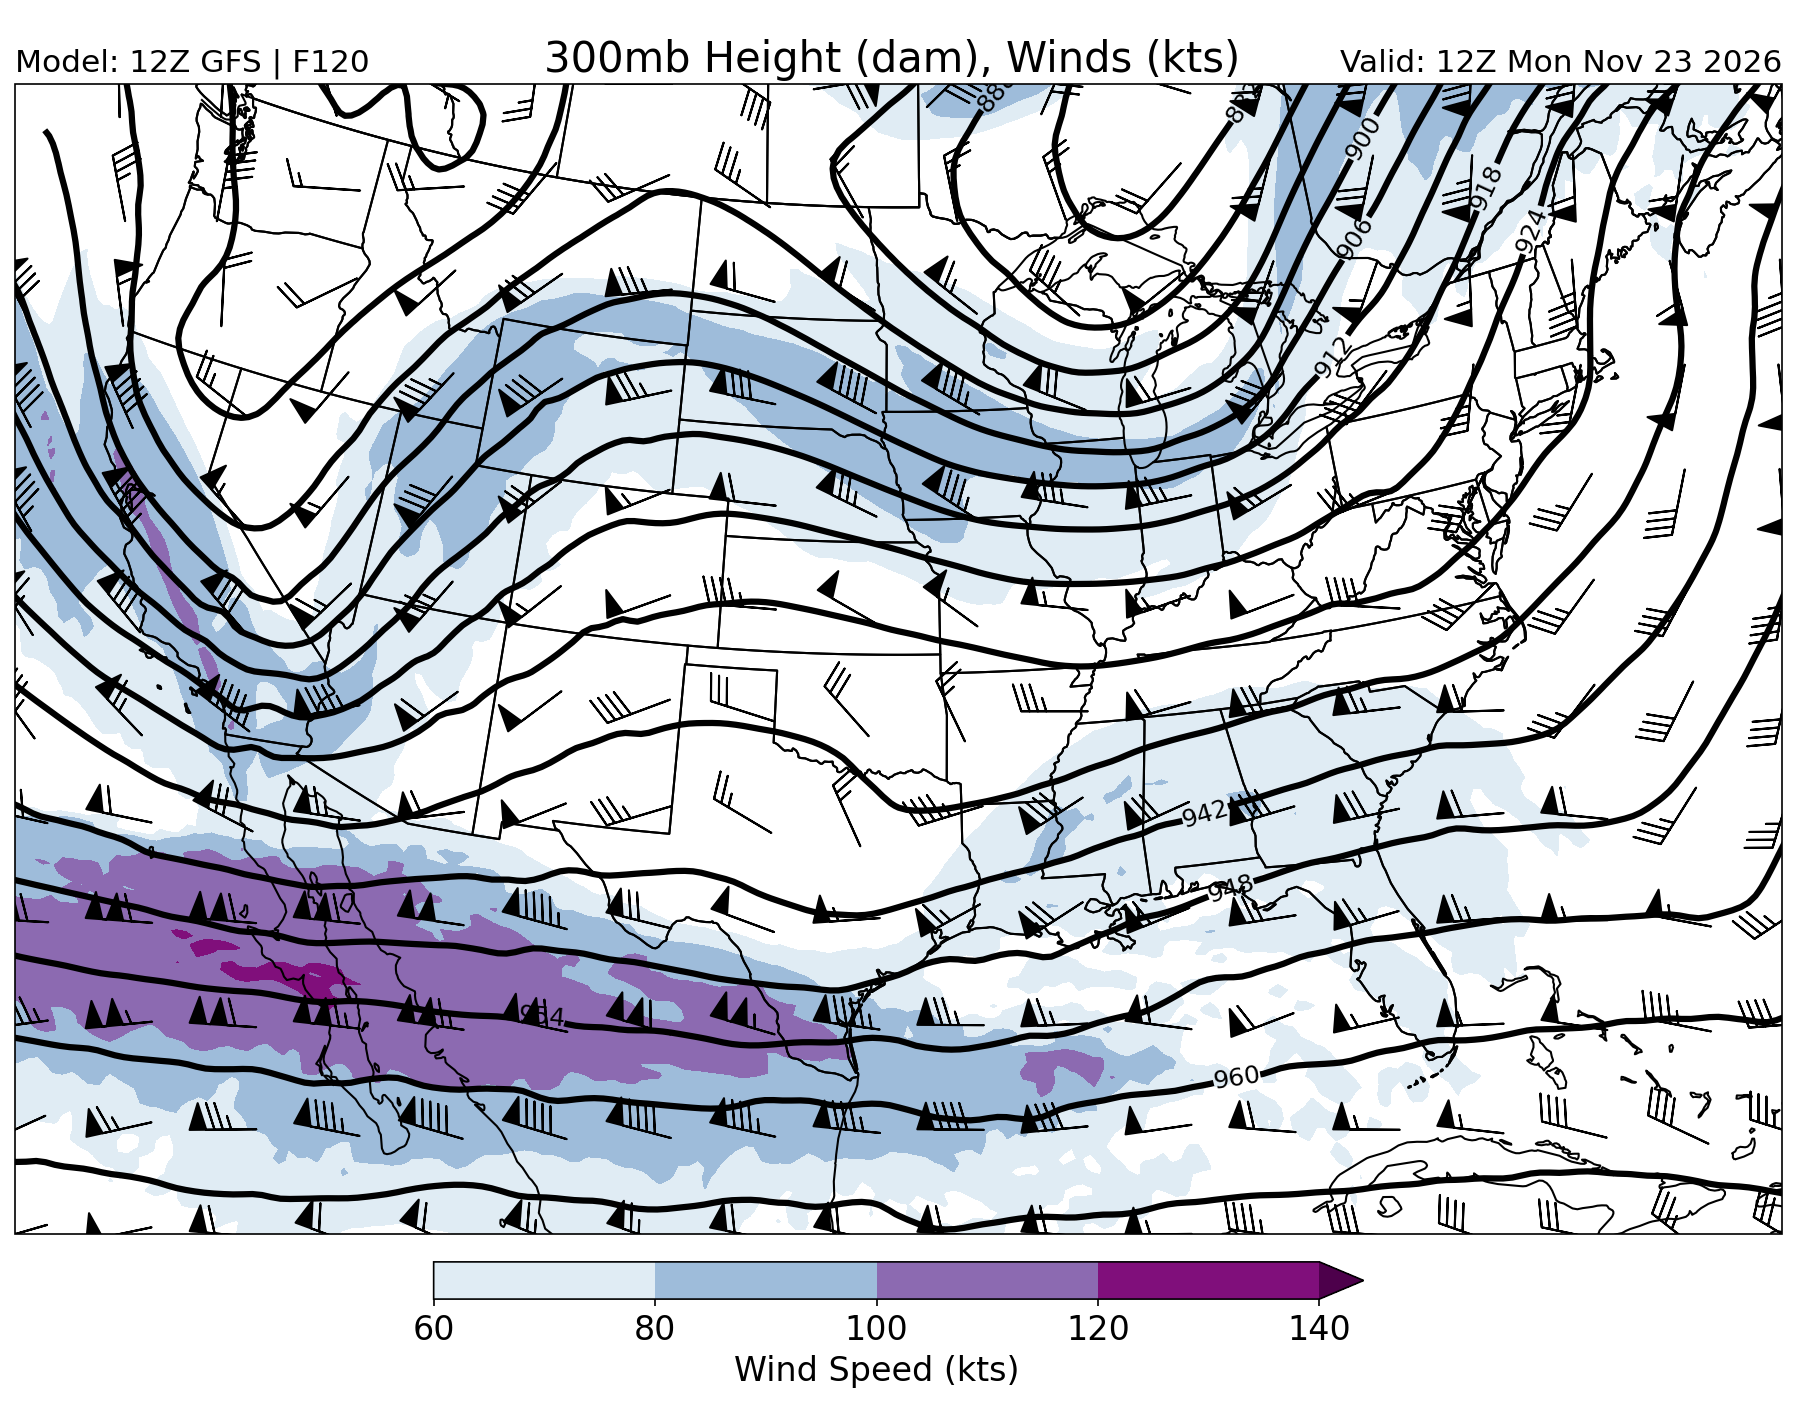 Model: 12Z GFS | F120
300mb Height (dam), Winds (kts)
Valid: 12Z Mon Nov 23 2026
900
918
924
906
912
942
948
960
60 80 100 120 140
Wind Speed (kts)